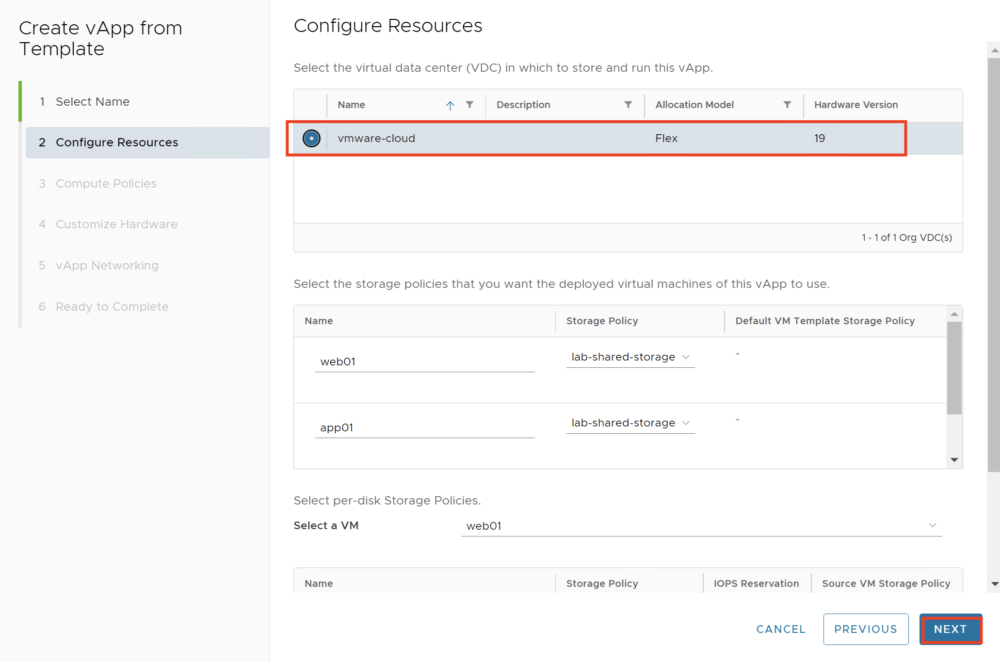 Create vApp from
Template
1 Select Name
2 Configure Resources
3 Compute Policies
4 Customize Hardware
5 vApp Networking
6 Ready to Complete
Configure Resources
Select the virtual data center (VDC) in which to store and run this vApp.
Name Description Allocation Model Hardware Version
vmware-cloud Flex 19
1 - 1 of 1 Org VDC(s)
Select the storage policies that you want the deployed virtual machines of this vApp to use.
Name Storage Policy Default VM Template Storage Policy
web01 lab-shared-storage -
app01 lab-shared-storage -
Select per-disk Storage Policies.
Select a VM web01
Name Storage Policy IOPS Reservation Source VM Storage Policy
CANCEL PREVIOUS NEXT